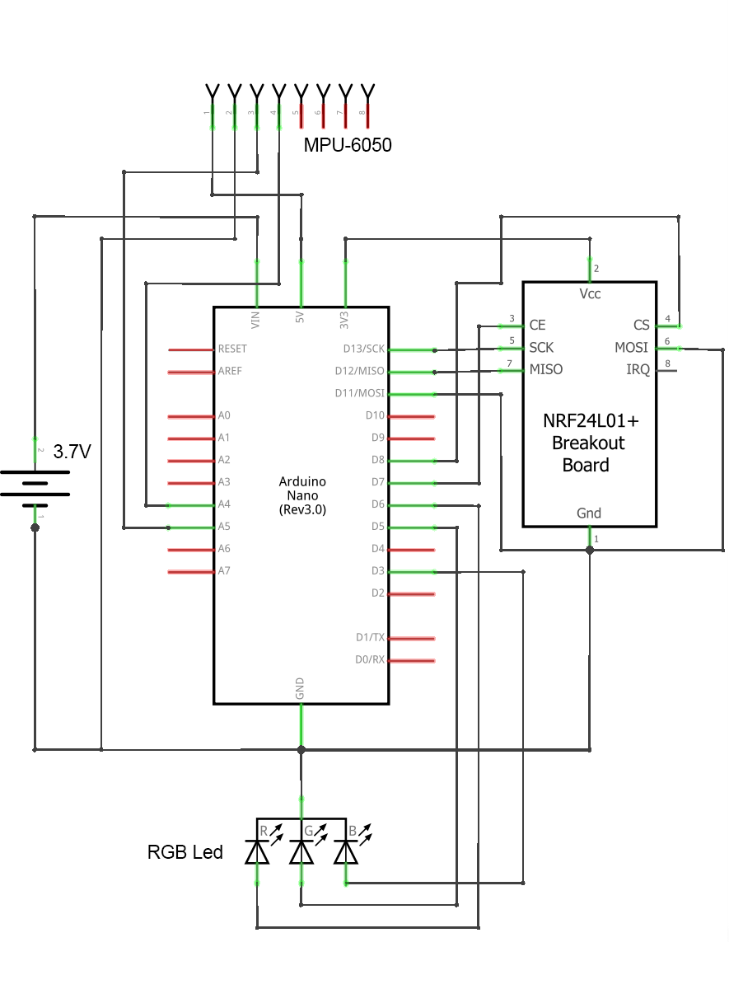 1 2 3 4 5 6 7 8
MPU-6050
VIN 5V 3V3
RESET
AREF
A0
A1
A2
A3
A4
A5
A6
A7
D13/SCK
D12/MISO
D11/MOSI
D10
D9
D8
D7
D6
D5
D4
D3
D2
D1/TX
D0/RX
GND
Arduino
Nano
(Rev3.0)
2
3.7V
1
2
Vcc
3 CE
5 SCK
7 MISO
CS 4
MOSI 6
IRQ 8
NRF24L01+
Breakout
Board
Gnd
1
RGB Led
R G B